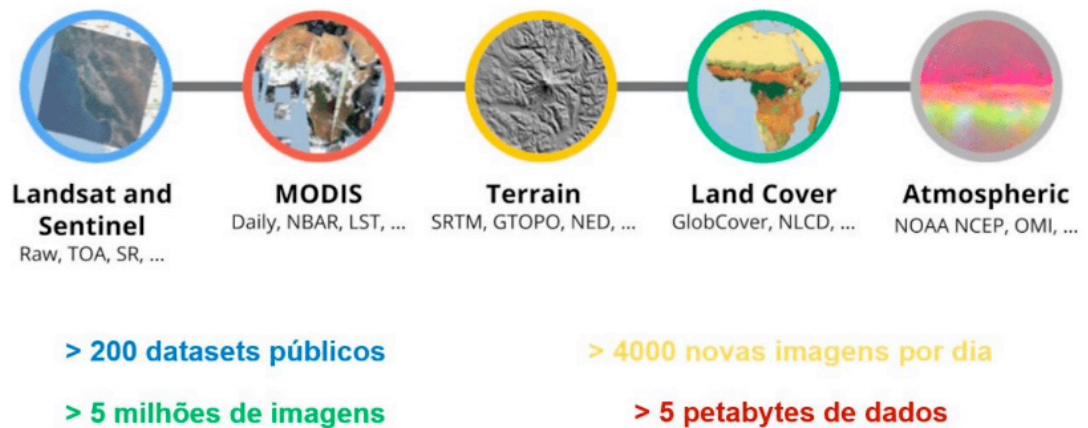 Landsat and
Sentinel
Raw, TOA, SR, ...
MODIS
Daily, NBAR, LST, ...
Terrain
SRTM, GTOPO, NED, ...
Land Cover
GlobCover, NLCD, ...
Atmospheric
NOAA NCEP, OMI, ...
> 200 datasets públicos
> 4000 novas imagens por dia
> 5 milhões de imagens
> 5 petabytes de dados